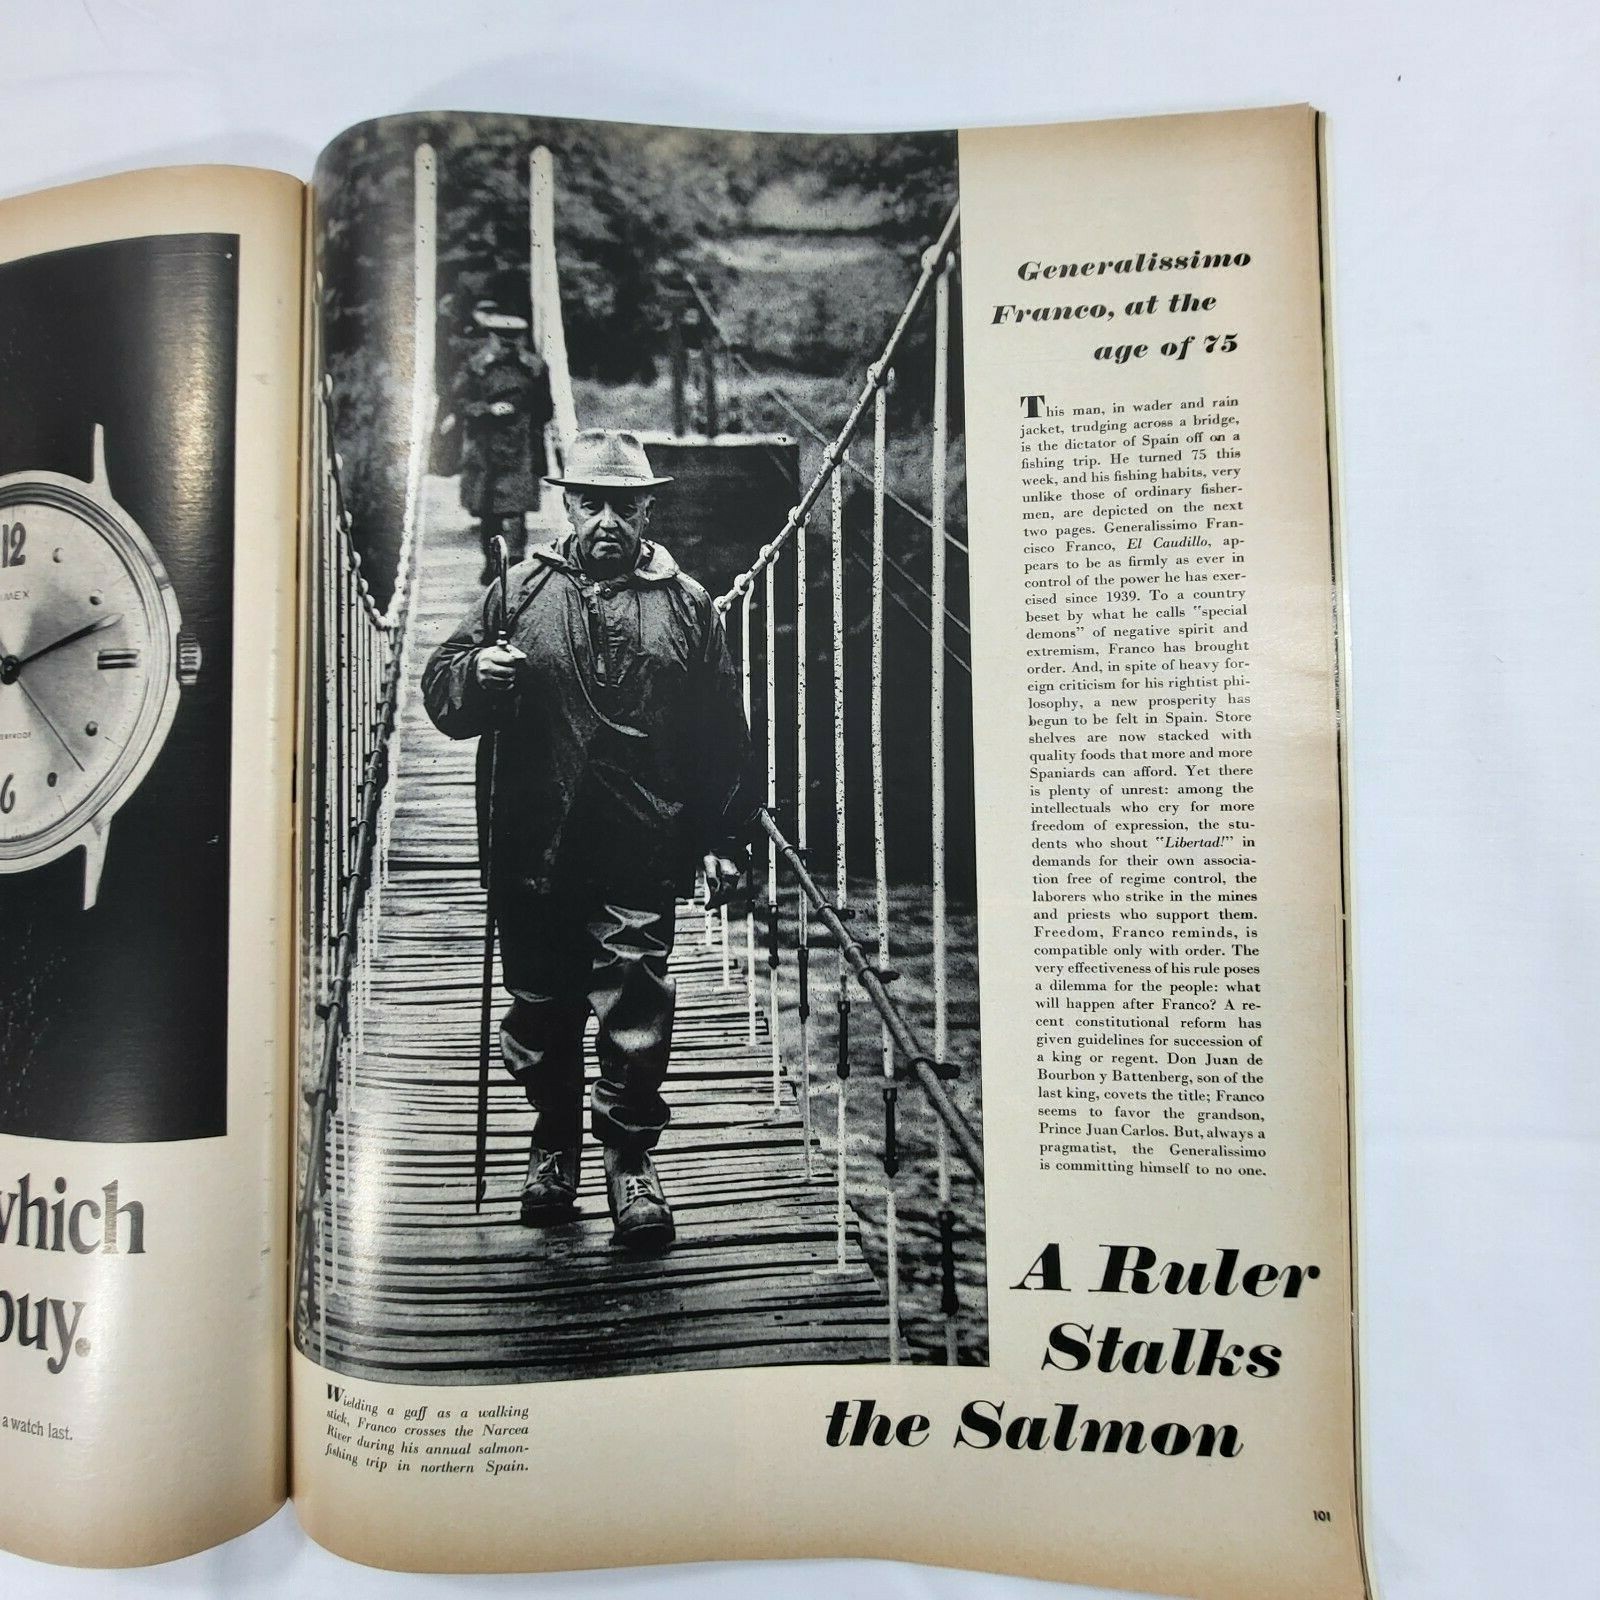 12
6
which
buy.
a watch last.
Generalissimo
Franco, at the
age of 75
This man, in wader and rain
jacket, trudging across a bridge,
is the dictator of Spain off on a
fishing trip. He turned 75 this
week, and his fishing habits, very
unlike those of ordinary fisher-
men, are depicted on the next
two pages. Generalissimo Fran-
cisco Franco, El Caudillo, ap-
pears to be as firmly as ever in
control of the power he has exer-
cised since 1939. To a country
beset by what he calls "special
demons" of negative spirit and
extremism, Franco has brought
order. And, in spite of heavy for-
eign criticism for his rightist phi-
losophy, a new prosperity has
begun to be felt in Spain. Store
shelves are now stacked with
quality foods that more and more
Spaniards can afford. Yet there
is plenty of unrest: among the
intellectuals who cry for more
freedom of expression, the stu-
dents who shout "Libertad!" in
demands for their own associa-
tion free of regime control, the
laborers who strike in the mines
and priests who support them.
Freedom, Franco reminds, is
compatible only with order. The
very effectiveness of his rule poses
a dilemma for the people: what
will happen after Franco? A re-
cent constitutional reform has
given guidelines for succession of
a king or regent. Don Juan de
Bourbon y Battenberg, son of the
last king, covets the title; Franco
seems to favor the grandson,
Prince Juan Carlos. But, always a
pragmatist, the Generalissimo
is committing himself to no one.
A Ruler
Stalks
the Salmon
Wielding a gaff as a walking
stick, Franco crosses the Narcea
River during his annual salmon-
fishing trip in northern Spain.
101